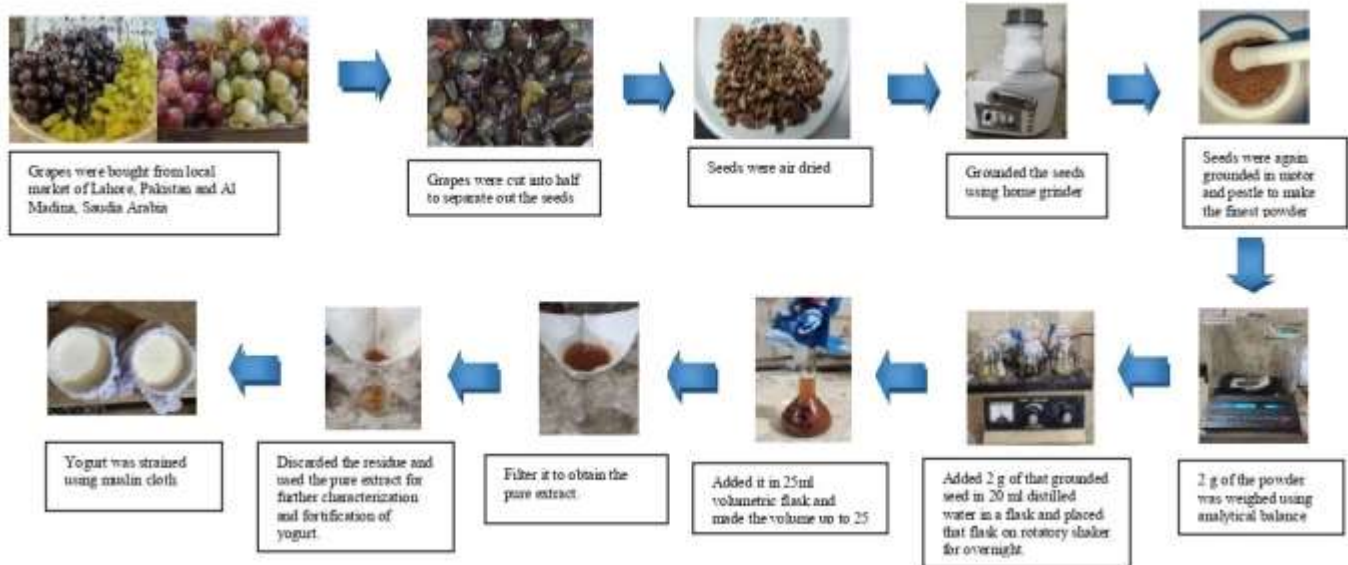 Grapes were bought from local
market of Lahore, Pakistan and Al
Madina, Saudia Arabia
Grapes were cut into half
to separate out the seeds
Seeds were air dried
Grounded the seeds
using home grinder
Seeds were again
grounded in motor
and pestle to make
the finest powder
2 g of the powder
was weighed using
analytical balance
Added 2 g of that grounded
seed in 20 ml distilled
water in a flask and placed
that flask on rotatory shaker
for overnight.
Added it in 25ml
volumetric flask and
made the volume up to 25
Filter it to obtain the
pure extract
Discarded the residue and
used the pure extract for
further characterization
and fortification of
yogurt.
Yogurt was strained
using muslin cloth